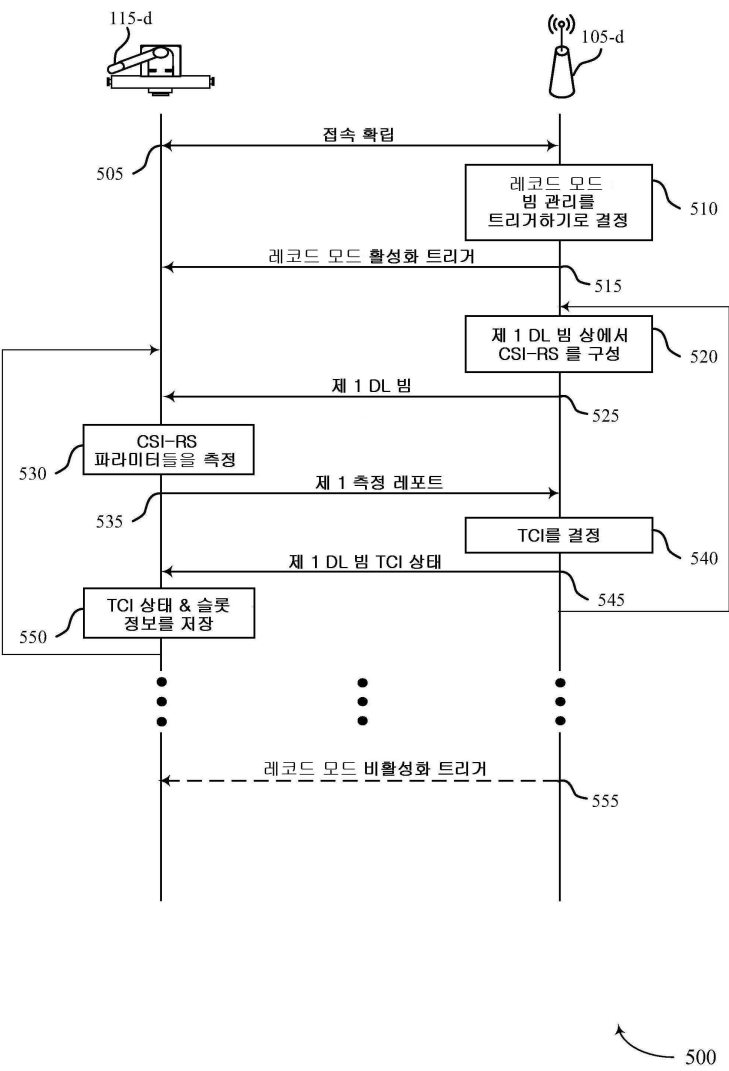 115-d
105-d
접속 확립
505
레코드 모드
빔 관리를
트리거하기로 결정
510
레코드 모드 활성화 트리거
515
제 1 DL 빔 상에서
CSI-RS 를 구성
520
제 1 DL 빔
525
CSI-RS
파라미터들을 측정
530
제 1 측정 레포트
535
TCI를 결정
540
제 1 DL 빔 TCI 상태
545
TCI 상태 & 슬롯
정보를 저장
550
레코드 모드 비활성화 트리거
555
500